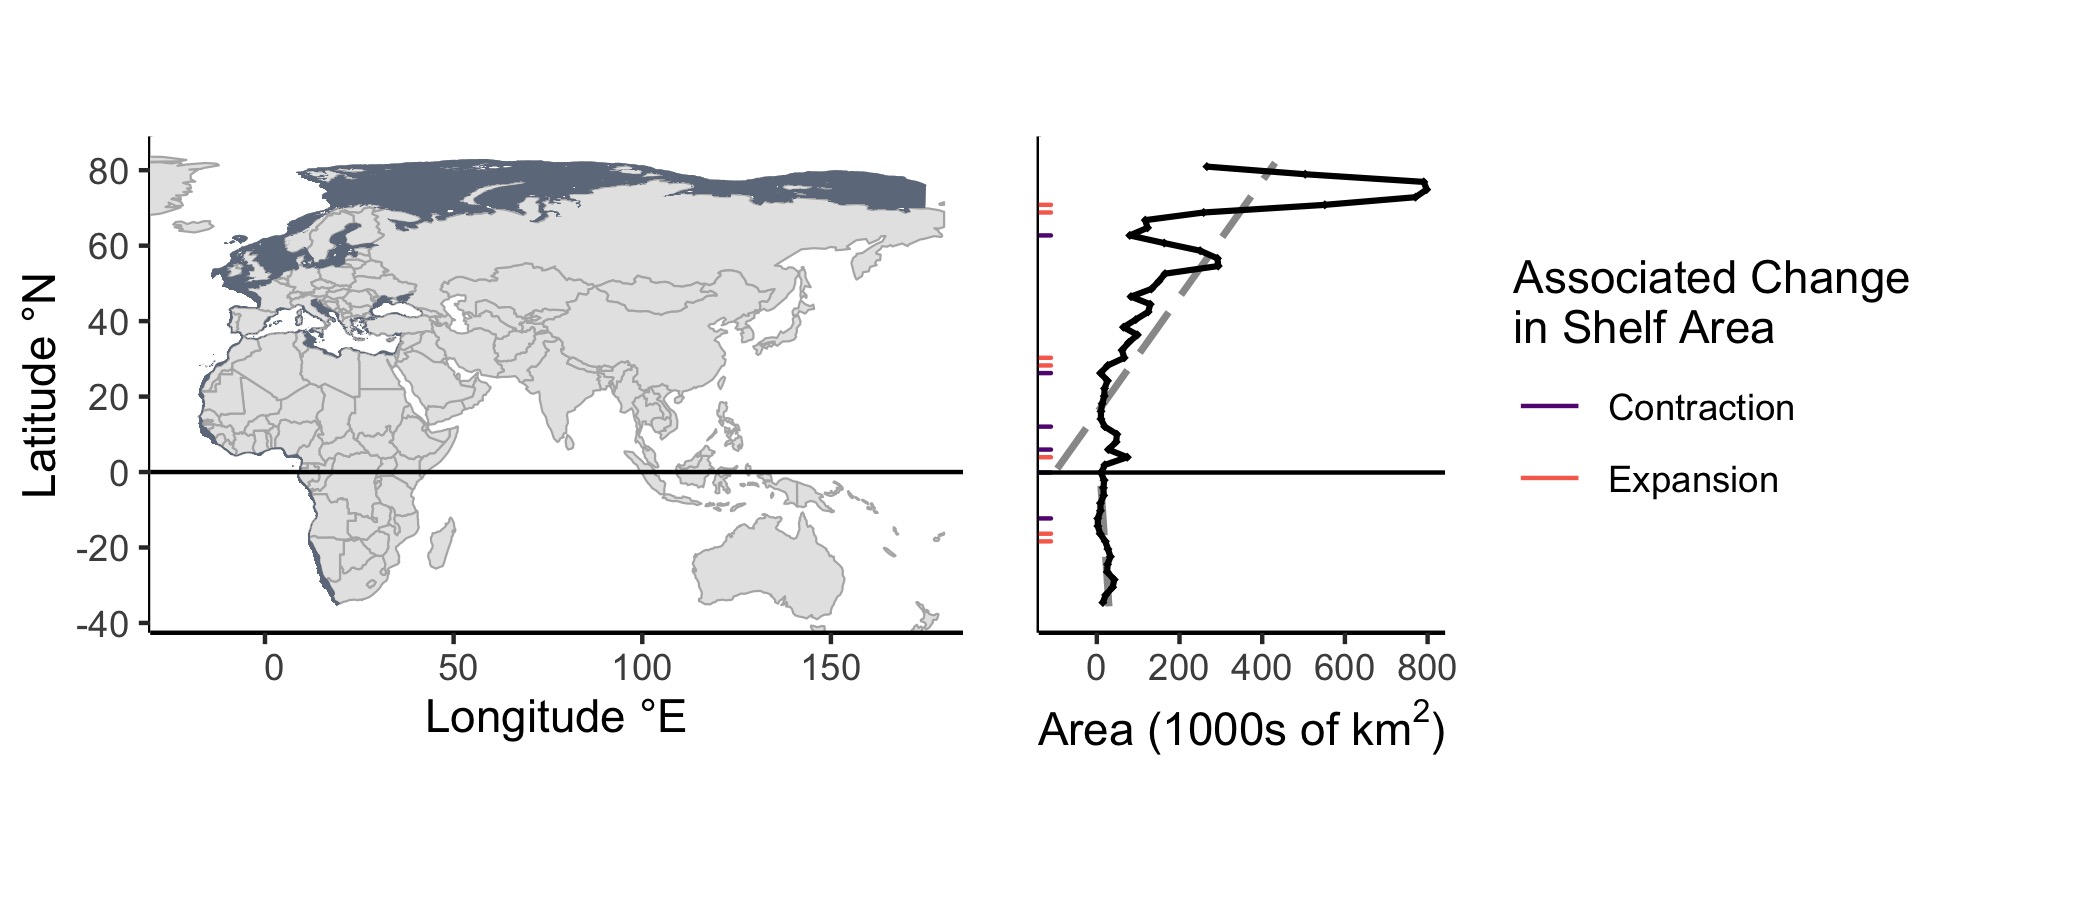 80
60
40
20
0
-20
-40
Latitude °N
0
50
100
150
Longitude °E
0
200
400
600
800
Area (1000s of km²)
Associated Change
in Shelf Area
Contraction
Expansion